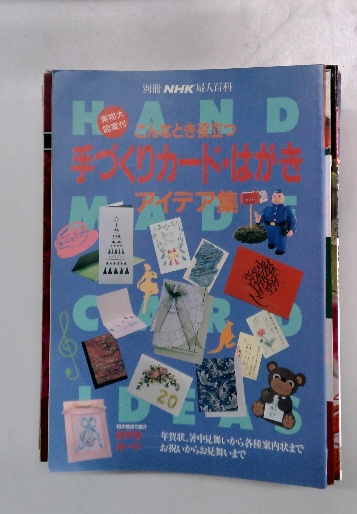 別冊 NHK 婦人百科
HAND
実物大
図案付
こんなとき役立つ
手づくりカード・はがき
アイデア集
MADE
CARD
IDEAS
20
年賀状、暑中見舞いから各種案内状まで
お祝いからお見舞いまで